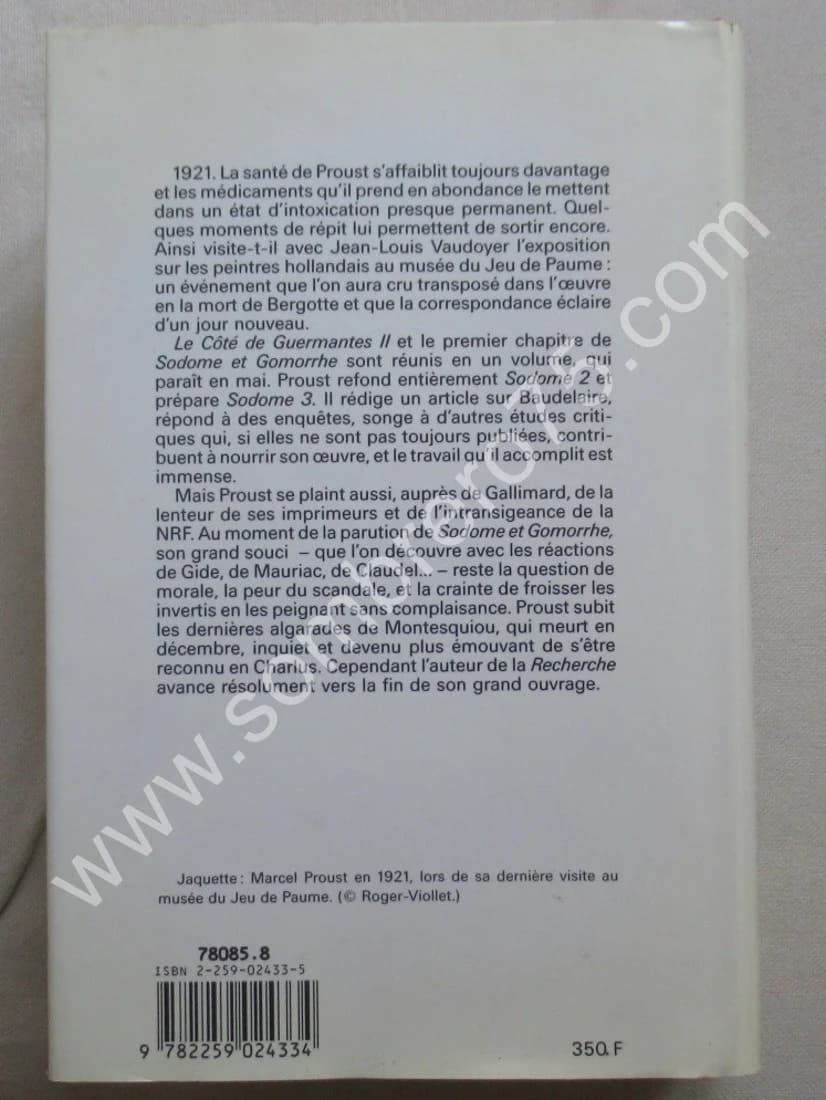 1921. La santé de Proust s'affaiblit toujours davantage
et les médicaments qu'il prend en abondance le mettent
dans un état d'intoxication presque permanent. Quel-
ques moments de répit lui permettent de sortir encore.
Ainsi visite-t-il avec Jean-Louis Vaudoyer l'exposition
sur les peintres hollandais au musée du Jeu de Paume :
un événement que l'on aura cru transposé dans l'œuvre
en la mort de Bergotte et que la correspondance éclaire
d'un jour nouveau.
Le Côté de Guermantes II et le premier chapitre de
Sodome et Gomorrhe sont réunis en un volume, qui
paraît en mai. Proust refond entièrement Sodome 2 et
prépare Sodome 3. Il rédige un article sur Baudelaire,
répond à des enquêtes, songe à d'autres études criti-
ques qui, si elles ne sont pas toujours publiées, contri-
buent à nourrir son œuvre, et le travail qu'il accomplit est
immense.
Mais Proust se plaint aussi, auprès de Gallimard, de la
lenteur de ses imprimeurs et de l'intransigeance de la
NRF. Au moment de la parution de Sodome et Gomorrhe,
son grand souci – que l'on découvre avec les réactions
de Gide, de Mauriac, de Claudel... – reste la question de
morale, la peur du scandale, et la crainte de froisser les
invertis en les peignant sans complaisance. Proust subit
les dernières algarades de Montesquiou, qui meurt en
décembre, inquiet et devenu plus émouvant de s'être
reconnu en Charlus. Cependant l'auteur de la Recherche
avance résolument vers la fin de son grand ouvrage.
www.sombrero75.com
Jaquette : Marcel Proust en 1921, lors de sa dernière visite au
musée du Jeu de Paume. (© Roger-Viollet.)
78085.8
ISBN 2-259-02433-5
9 782259 024334
350.F